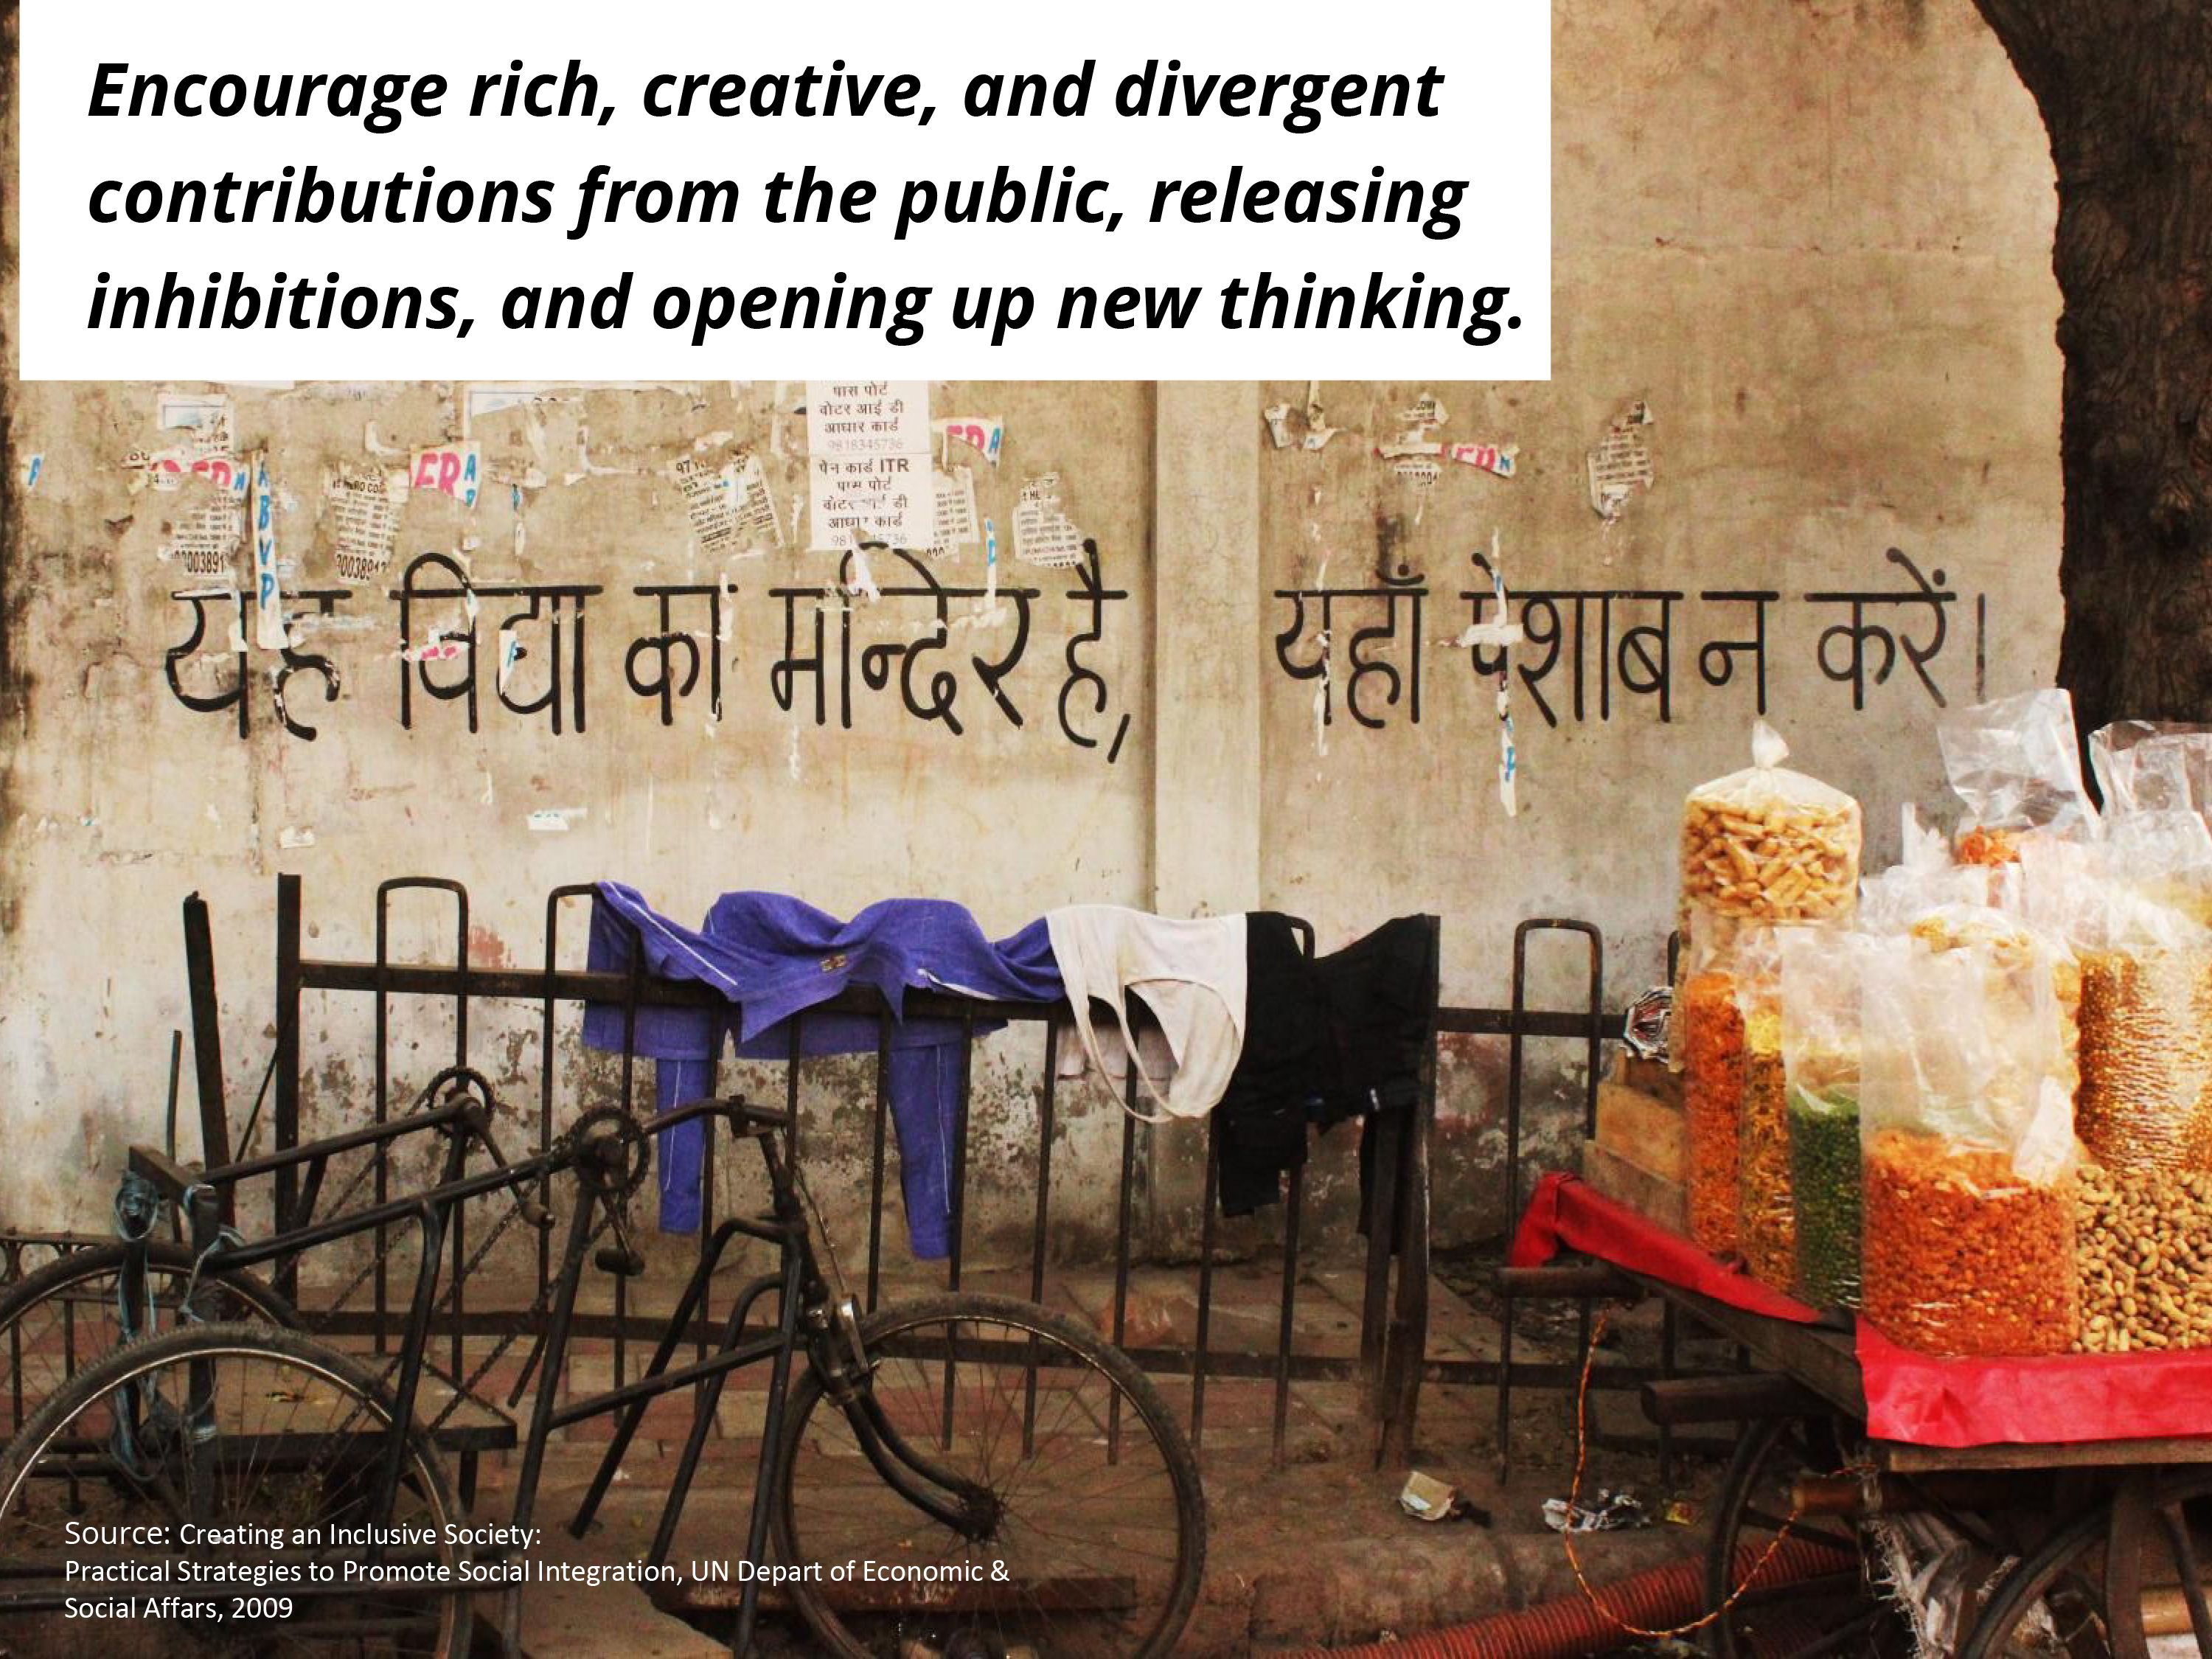 Encourage rich, creative, and divergent
contributions from the public, releasing
inhibitions, and opening up new thinking.
पास पोर्ट
वोटर आई डी
आधार कार्ड
9818345736
पेन कार्ड ITR
पास पोर्ट
वोटर डी
आधार कार्ड
ABVP
यह विद्या का मन्दिर है, यहाँ पेशाब न करें।
Source: Creating an Inclusive Society:
Practical Strategies to Promote Social Integration, UN Depart of Economic &
Social Affars, 2009